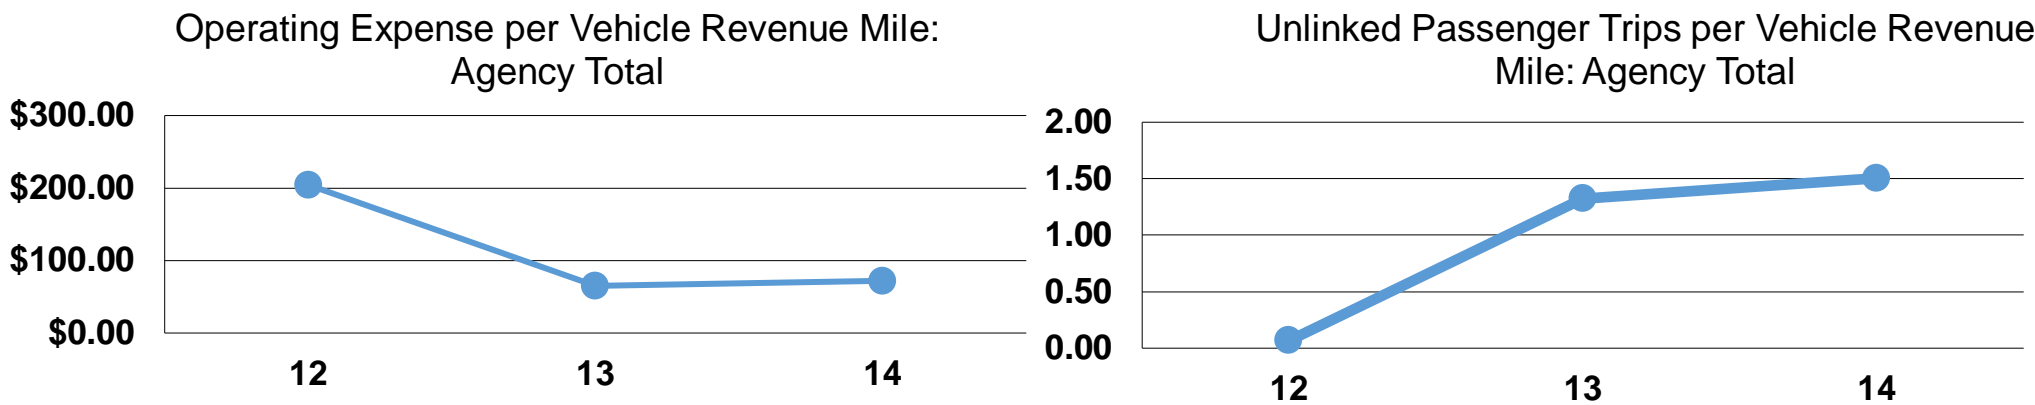 Operating Expense per Vehicle Revenue Mile:
Agency Total
$300.00
$200.00
$100.00
$0.00
12 13 14
Unlinked Passenger Trips per Vehicle Revenue
Mile: Agency Total
2.00
1.50
1.00
0.50
0.00
12 13 14